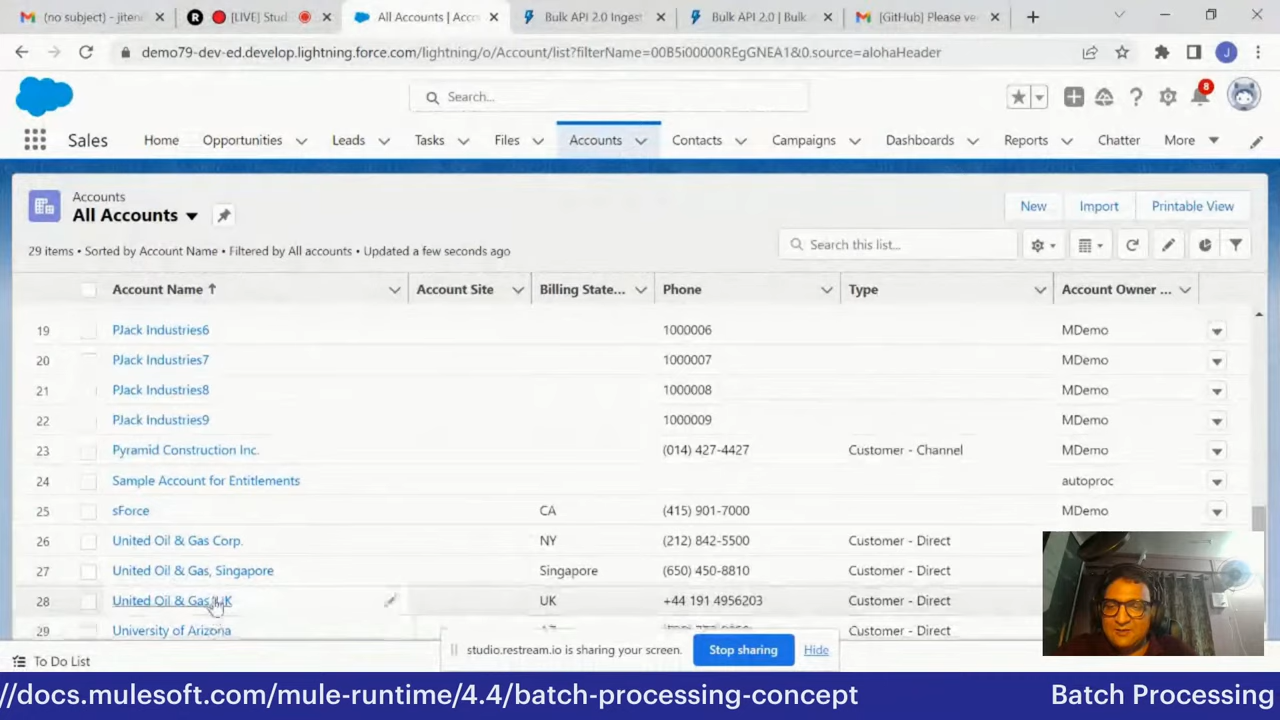 (no subject) - jiten
[LIVE] Stud
All Accounts | Acco
Bulk API 2.0 Ingest
Bulk API 2.0 | Bulk
[GitHub] Please ve
demo79-dev-ed.develop.lightning.force.com/lightning/o/Account/list?filterName=00B5i00000REgGNEA1&0.source=alohaHeader
J
Search...
8
Sales
Home
Opportunities
Leads
Tasks
Files
Accounts
Contacts
Campaigns
Dashboards
Reports
Chatter
More
Accounts
All Accounts
New
Import
Printable View
29 items • Sorted by Account Name • Filtered by All accounts • Updated a few seconds ago
Search this list...
Account Name ↑
Account Site
Billing State...
Phone
Type
Account Owner ...
19 PJack Industries6 1000006 MDemo
20 PJack Industries7 1000007 MDemo
21 PJack Industries8 1000008 MDemo
22 PJack Industries9 1000009 MDemo
23 Pyramid Construction Inc. (014) 427-4427 Customer - Channel MDemo
24 Sample Account for Entitlements autoproc
25 sForce CA (415) 901-7000 MDemo
26 United Oil & Gas Corp. NY (212) 842-5500 Customer - Direct
27 United Oil & Gas, Singapore Singapore (650) 450-8810 Customer - Direct
28 United Oil & Gas, UK UK +44 191 4956203 Customer - Direct
29 University of Arizona Customer - Direct
To Do List
studio.restream.io is sharing your screen.
Stop sharing
Hide
//docs.mulesoft.com/mule-runtime/4.4/batch-processing-concept
Batch Processing